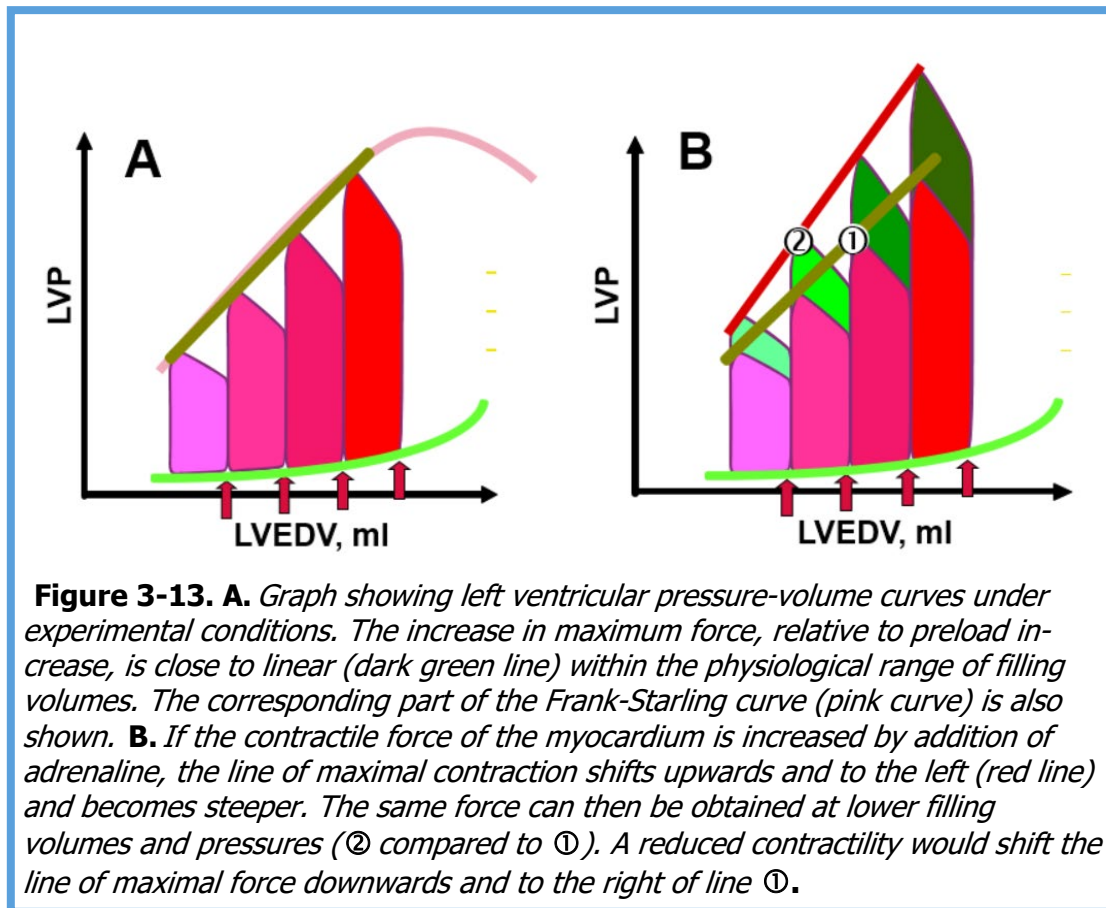 A
LVP
LVEDV, ml
B
LVP
② ①
LVEDV, ml
Figure 3-13. A. Graph showing left ventricular pressure-volume curves under
experimental conditions. The increase in maximum force, relative to preload in-
crease, is close to linear (dark green line) within the physiological range of filling
volumes. The corresponding part of the Frank-Starling curve (pink curve) is also
shown. B. If the contractile force of the myocardium is increased by addition of
adrenaline, the line of maximal contraction shifts upwards and to the left (red line)
and becomes steeper. The same force can then be obtained at lower filling
volumes and pressures (② compared to ①). A reduced contractility would shift the
line of maximal force downwards and to the right of line ①.